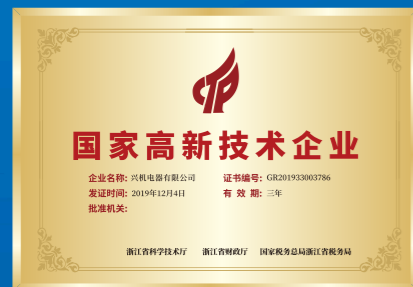 国家高新技术企业
企业名称: 兴机电器有限公司 证书编号: GR201933003786
发证时间: 2019年12月4日 有 效 期: 三年
批准机关:
浙江省科学技术厅 浙江省财政厅 国家税务总局浙江省税务局